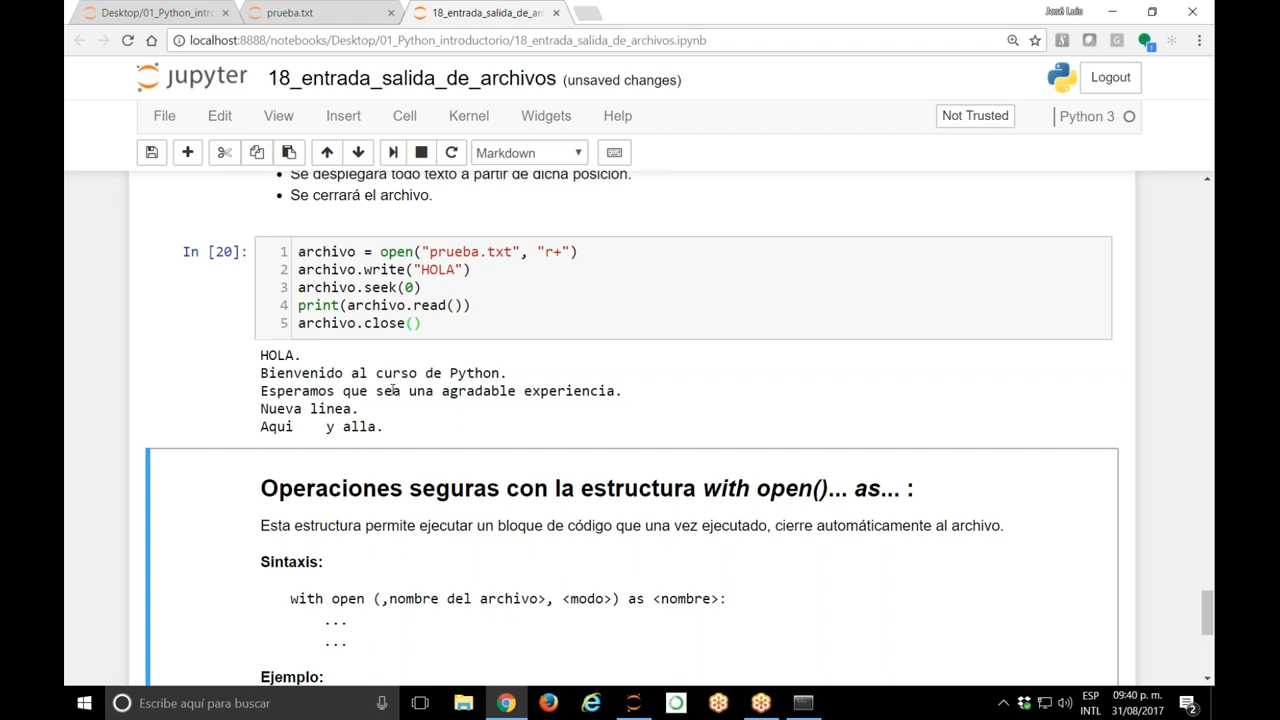 Desktop/01_Python_intro
prueba.txt
18_entrada_salida_de_arc
José Luis
localhost:8888/notebooks/Desktop/01_Python_introductorio/18_entrada_salida_de_archivos.ipynb
jupyter 18_entrada_salida_de_archivos (unsaved changes)
Logout
File Edit View Insert Cell Kernel Widgets Help
Not Trusted
Python 3
Markdown
Se desplegará todo texto a partir de dicha posición.
Se cerrará el archivo.
In [20]:
1 archivo = open("prueba.txt", "r+")
2 archivo.write("HOLA")
3 archivo.seek(0)
4 print(archivo.read())
5 archivo.close()
HOLA.
Bienvenido al curso de Python.
Esperamos que sea una agradable experiencia.
Nueva linea.
Aqui    y alla.
Operaciones seguras con la estructura with open()... as... :
Esta estructura permite ejecutar un bloque de código que una vez ejecutado, cierre automáticamente al archivo.
Sintaxis:
with open (,nombre del archivo>, <modo>) as <nombre>:
...
...
Ejemplo:
Escribe aquí para buscar
ESP
INTL
09:40 p. m.
31/08/2017
2